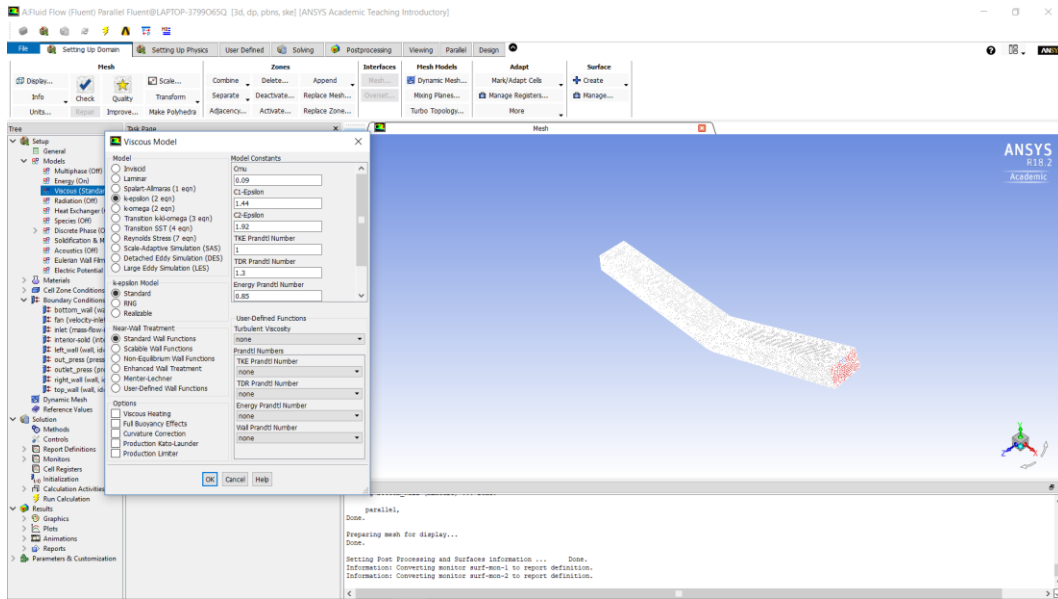 A:Fluid Flow (Fluent) Parallel Fluent@LAPTOP-3799O65Q [3d, dp, pbns, ske] [ANSYS Academic Teaching Introductory]
File Setting Up Domain Setting Up Physics User Defined Solving Postprocessing Viewing Parallel Design
Mesh Zones Interfaces Mesh Models Adapt Surface
Display... Scale... Combine Delete... Append Mesh... Dynamic Mesh... Mark/Adapt Cells Create
Info Check Quality Transform Separate Deactivate... Replace Mesh... Overset... Mixing Planes... Manage Registers... Manage...
Units... Repair Improve... Make Polyhedra Adjacency... Activate... Replace Zone... Turbo Topology... More
Tree
Setup
General
Models
Multiphase (Off)
Energy (On)
Viscous (Standar
Radiation (Off)
Heat Exchanger (
Species (Off)
Discrete Phase (O
Solidification & M
Acoustics (Off)
Eulerian Wall Film
Electric Potential
Materials
Cell Zone Conditions
Boundary Conditions
bottom_wall (wa
fan (velocity-inlet
inlet (mass-flow-i
interior-solid (inte
left_wall (wall, id=
out_press (press
outlet_press (pre
right_wall (wall, i
top_wall (wall, id=
Dynamic Mesh
Reference Values
Solution
Methods
Controls
Report Definitions
Monitors
Cell Registers
Initialization
Calculation Activities
Run Calculation
Results
Graphics
Plots
Animations
Reports
Parameters & Customization
Task Page
Viscous Model
Model
Inviscid
Laminar
Spalart-Allmaras (1 eqn)
k-epsilon (2 eqn)
k-omega (2 eqn)
Transition k-kl-omega (3 eqn)
Transition SST (4 eqn)
Reynolds Stress (7 eqn)
Scale-Adaptive Simulation (SAS)
Detached Eddy Simulation (DES)
Large Eddy Simulation (LES)
k-epsilon Model
Standard
RNG
Realizable
Near-Wall Treatment
Standard Wall Functions
Scalable Wall Functions
Non-Equilibrium Wall Functions
Enhanced Wall Treatment
Menter-Lechner
User-Defined Wall Functions
Options
Viscous Heating
Full Buoyancy Effects
Curvature Correction
Production Kato-Launder
Production Limiter
Model Constants
Cmu
0.09
C1-Epsilon
1.44
C2-Epsilon
1.92
TKE Prandtl Number
1
TDR Prandtl Number
1.3
Energy Prandtl Number
0.85
User-Defined Functions
Turbulent Viscosity
none
Prandtl Numbers
TKE Prandtl Number
none
TDR Prandtl Number
none
Energy Prandtl Number
none
Wall Prandtl Number
none
OK Cancel Help
Mesh
ANSYS
R18.2
Academic
parallel,
Done.
Preparing mesh for display...
Done.
Setting Post Processing and Surfaces information ... Done.
Information: Converting monitor surf-mon-1 to report definition.
Information: Converting monitor surf-mon-2 to report definition.